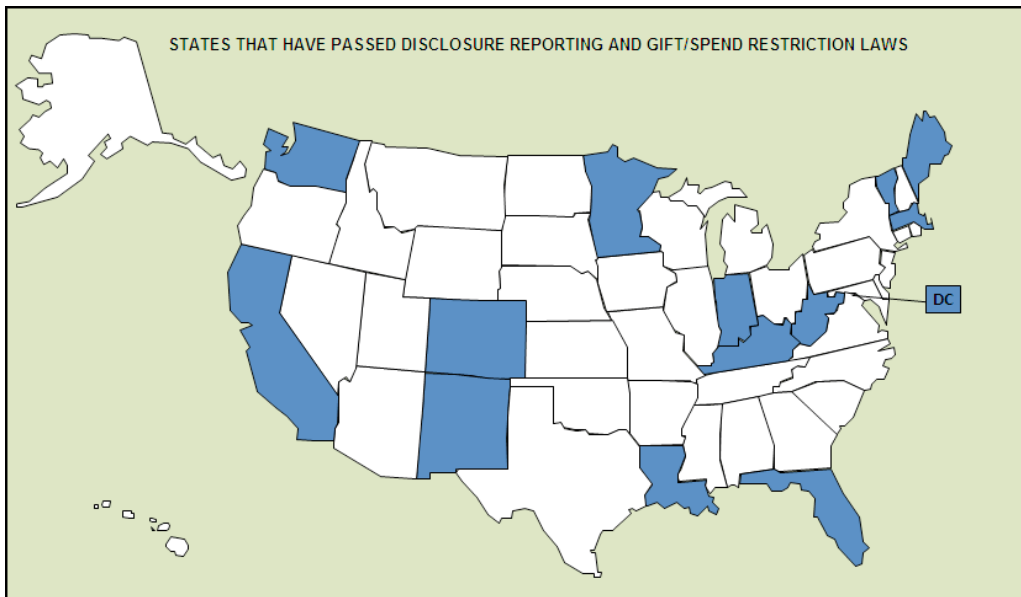 STATES THAT HAVE PASSED DISCLOSURE REPORTING AND GIFT/SPEND RESTRICTION LAWS
DC